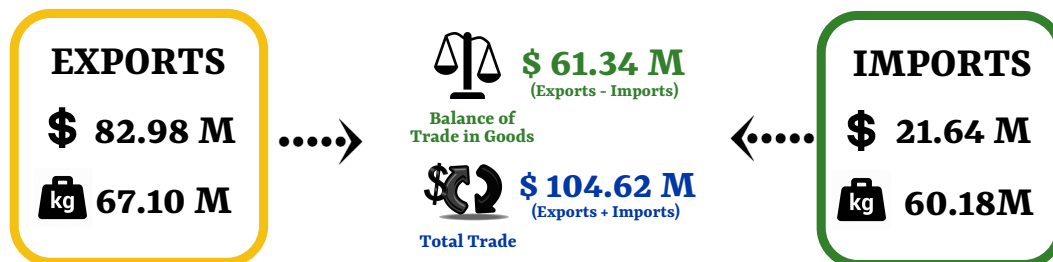 EXPORTS
$ 82.98 M
kg 67.10 M
$ 61.34 M
(Exports - Imports)
Balance of
Trade in Goods
$
$ 104.62 M
(Exports + Imports)
Total Trade
IMPORTS
$ 21.64 M
kg 60.18M